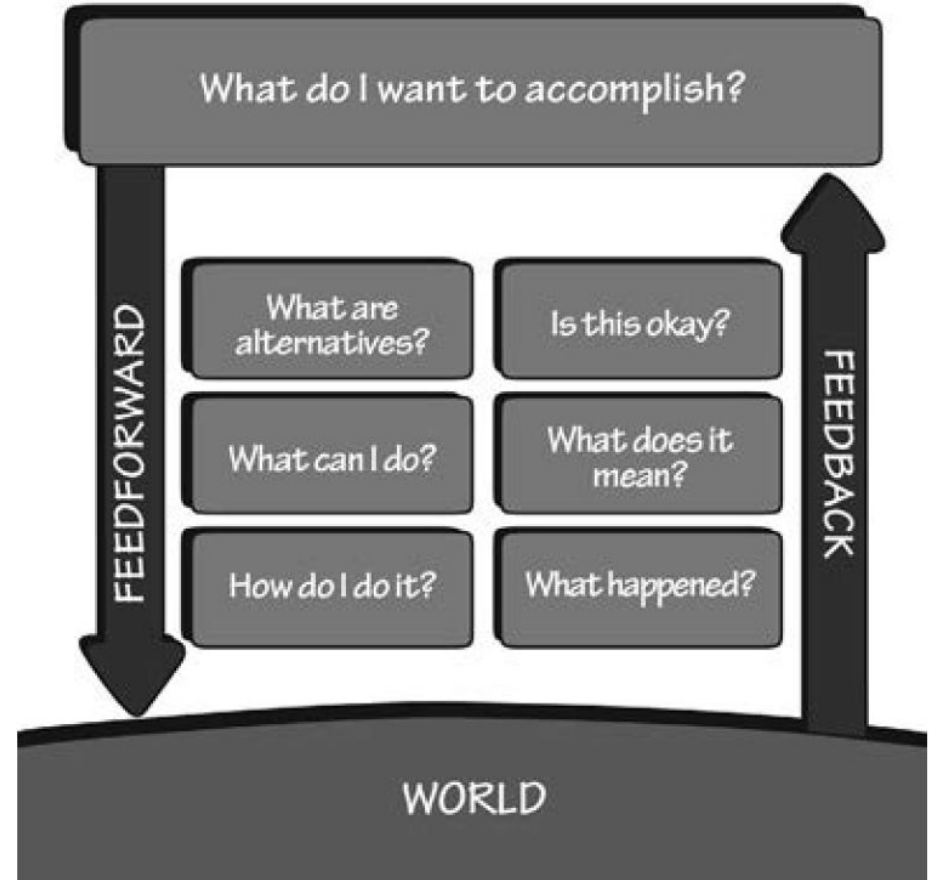 What do I want to accomplish?
FEEDFORWARD
What are
alternatives?
What can I do?
How do I do it?
Is this okay?
What does it
mean?
What happened?
FEEDBACK
WORLD